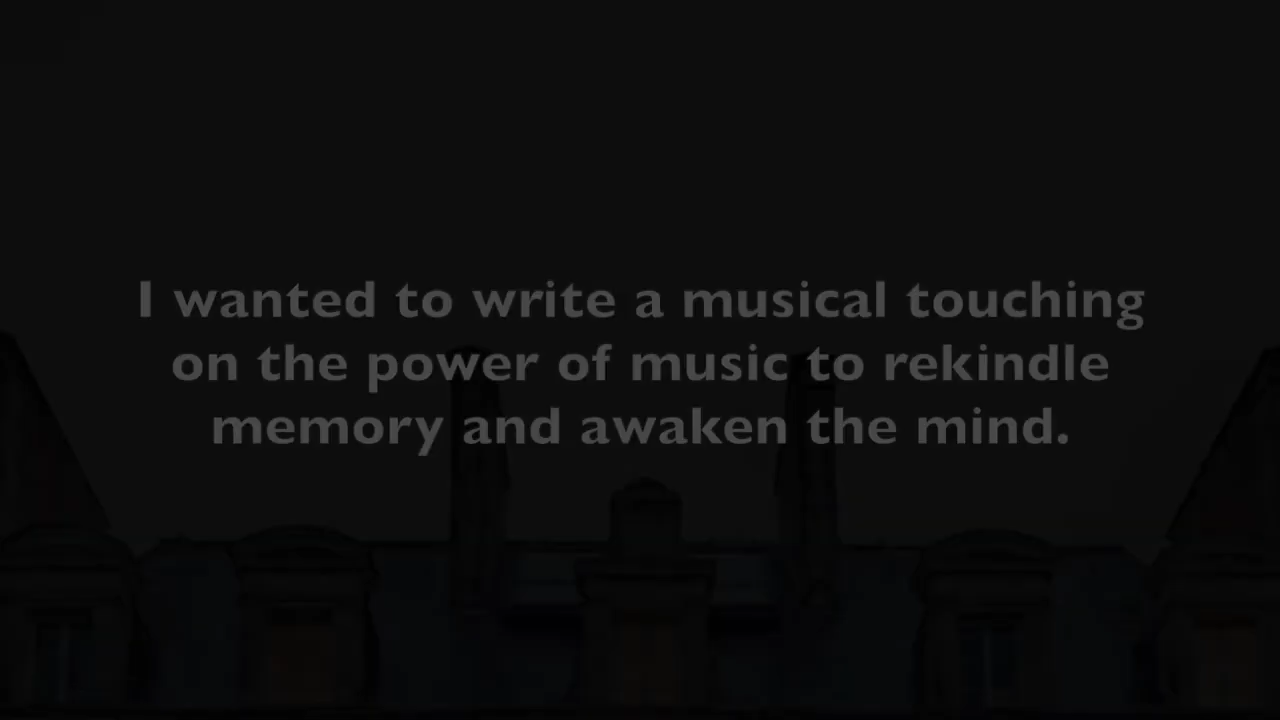 I wanted to write a musical touching
on the power of music to rekindle
memory and awaken the mind.